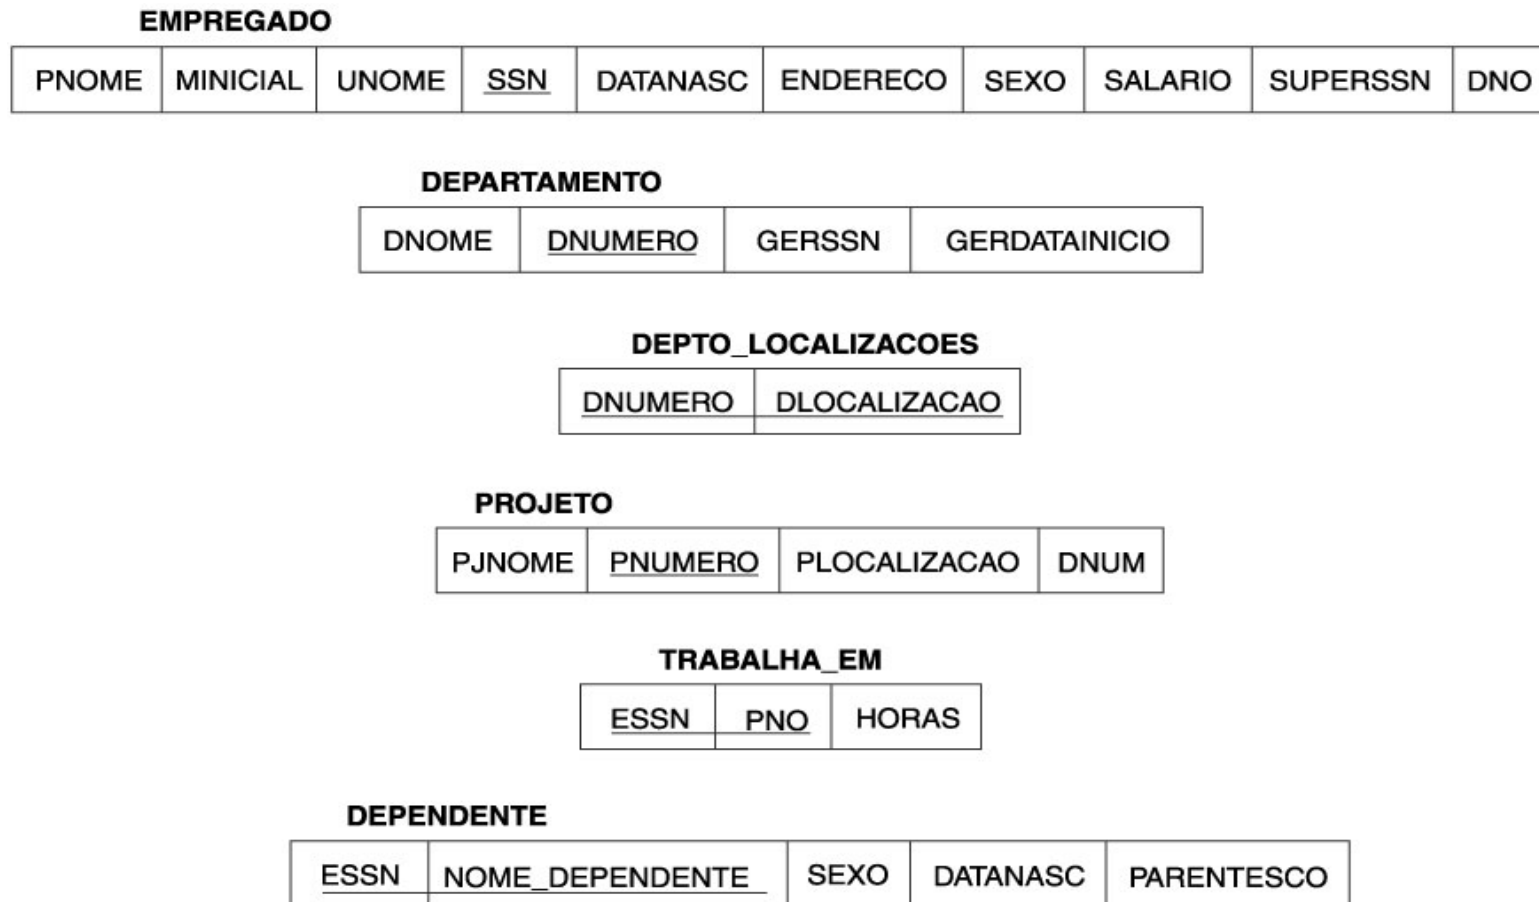 EMPREGADO
PNOME MINICIAL UNOME SSN DATANASC ENDERECO SEXO SALARIO SUPERSSN DNO
DEPARTAMENTO
DNOME DNUMERO GERSSN GERDATAINICIO
DEPTO_LOCALIZACOES
DNUMERO DLOCALIZACAO
PROJETO
PJNOME PNUMERO PLOCALIZACAO DNUM
TRABALHA_EM
ESSN PNO HORAS
DEPENDENTE
ESSN NOME_DEPENDENTE SEXO DATANASC PARENTESCO